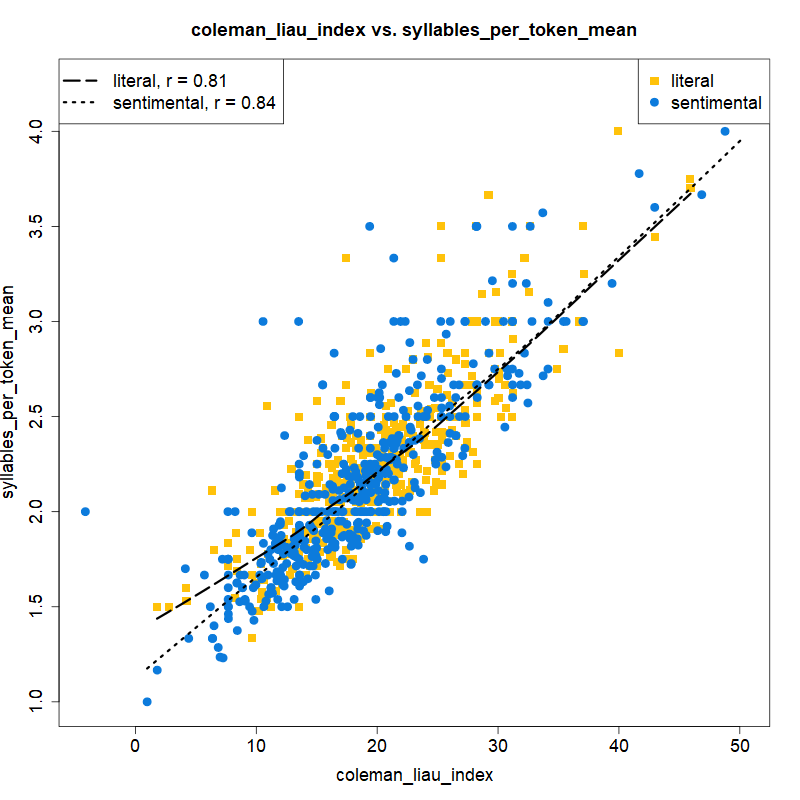 coleman_liau_index vs. syllables_per_token_mean
literal, r = 0.81
sentimental, r = 0.84
literal
sentimental
syllables_per_token_mean
4.0
3.5
3.0
2.5
2.0
1.5
1.0
0 10 20 30 40 50
coleman_liau_index